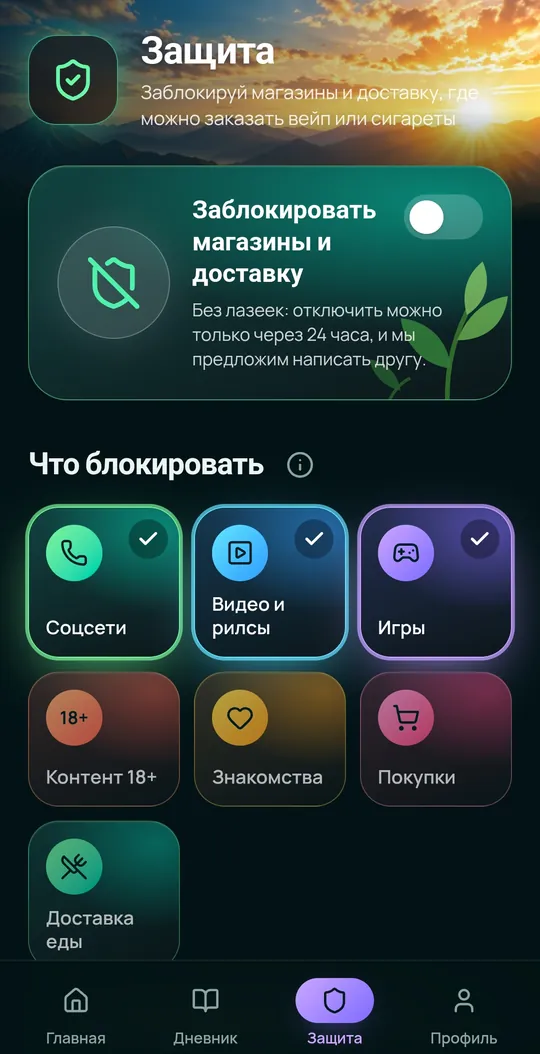 Защита
Заблокируй магазины и доставку, где
можно заказать вейп или сигареты
Заблокировать
магазины и
доставку
Без лазеек: отключить можно
только через 24 часа, и мы
предложим написать другу.
Что блокировать
Соцсети
Видео и
рилсы
Игры
18+
Контент 18+
Знакомства
Покупки
Доставка
еды
Главная
Дневник
Защита
Профиль